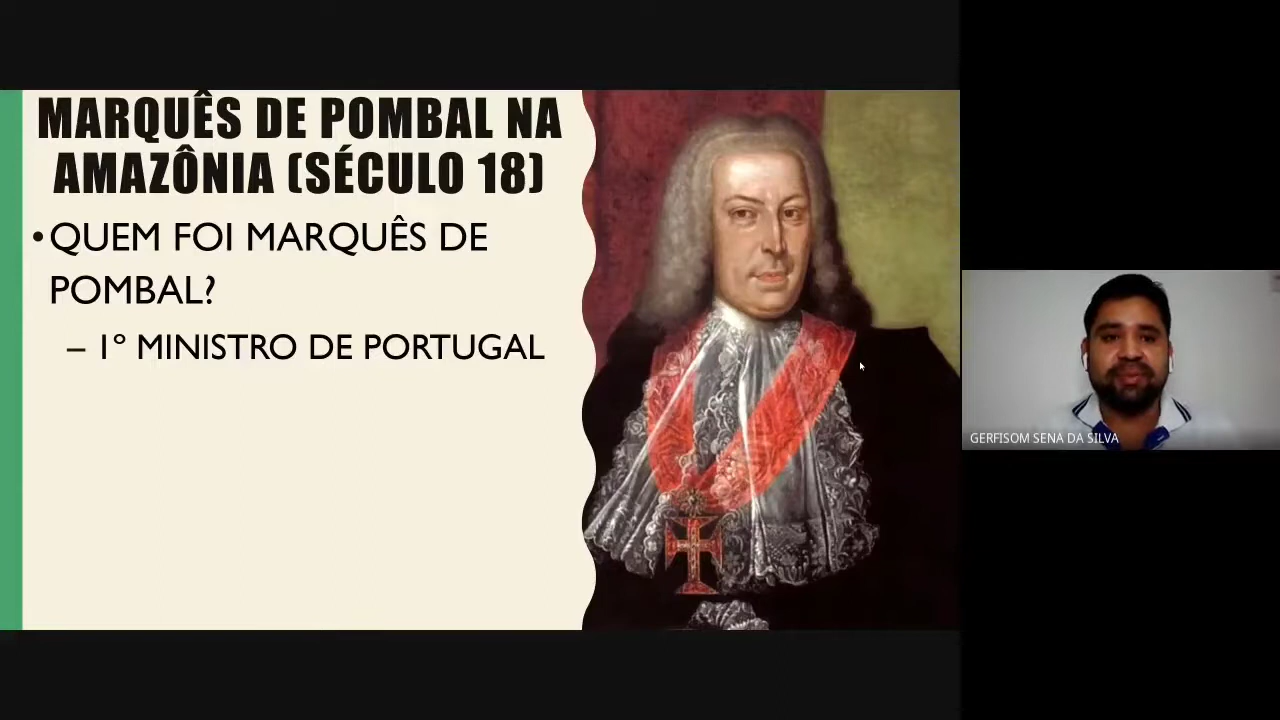 MARQUÊS DE POMBAL NA
AMAZÔNIA (SÉCULO 18)
• QUEM FOI MARQUÊS DE
POMBAL?
– 1º MINISTRO DE PORTUGAL
GERFISOM SENA DA SILVA